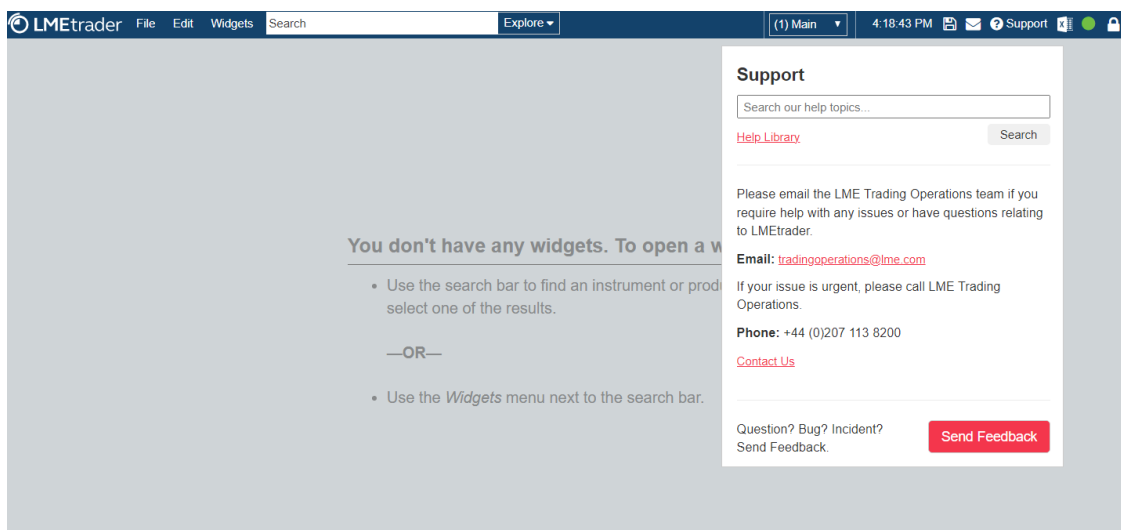 LMEtrader File Edit Widgets Search Explore (1) Main 4:18:43 PM Support
Support
Search our help topics...
Help Library Search
Please email the LME Trading Operations team if you
require help with any issues or have questions relating
to LMEtrader.
Email: tradingoperations@lme.com
If your issue is urgent, please call LME Trading
Operations.
Phone: +44 (0)207 113 8200
Contact Us
Question? Bug? Incident?
Send Feedback.
Send Feedback
You don't have any widgets. To open a w
• Use the search bar to find an instrument or produ
select one of the results.
—OR—
• Use the Widgets menu next to the search bar.